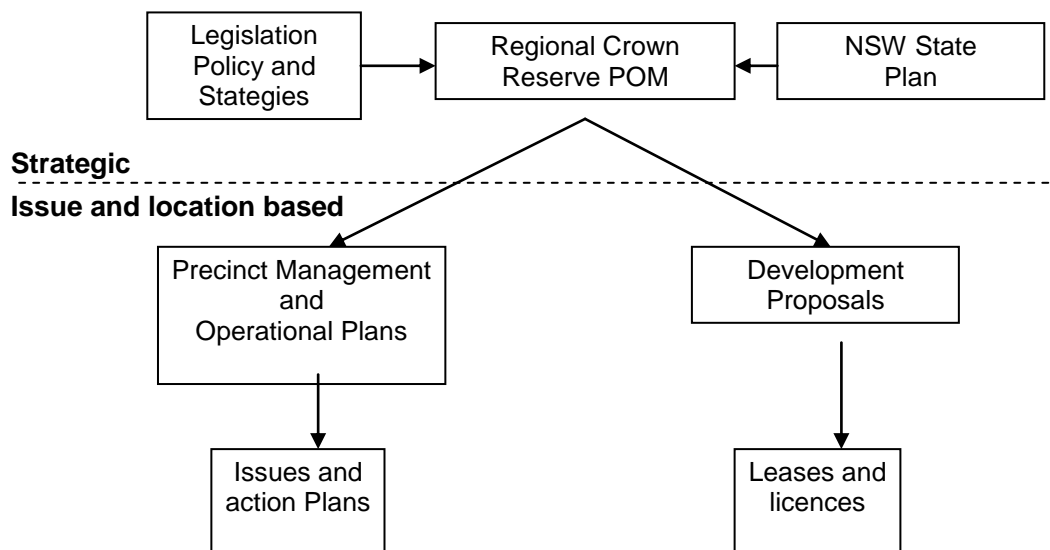 Legislation
Policy and
Stategies
Regional Crown
Reserve POM
NSW State
Plan
Strategic
Issue and location based
Precinct Management
and
Operational Plans
Development
Proposals
Issues and
action Plans
Leases and
licences